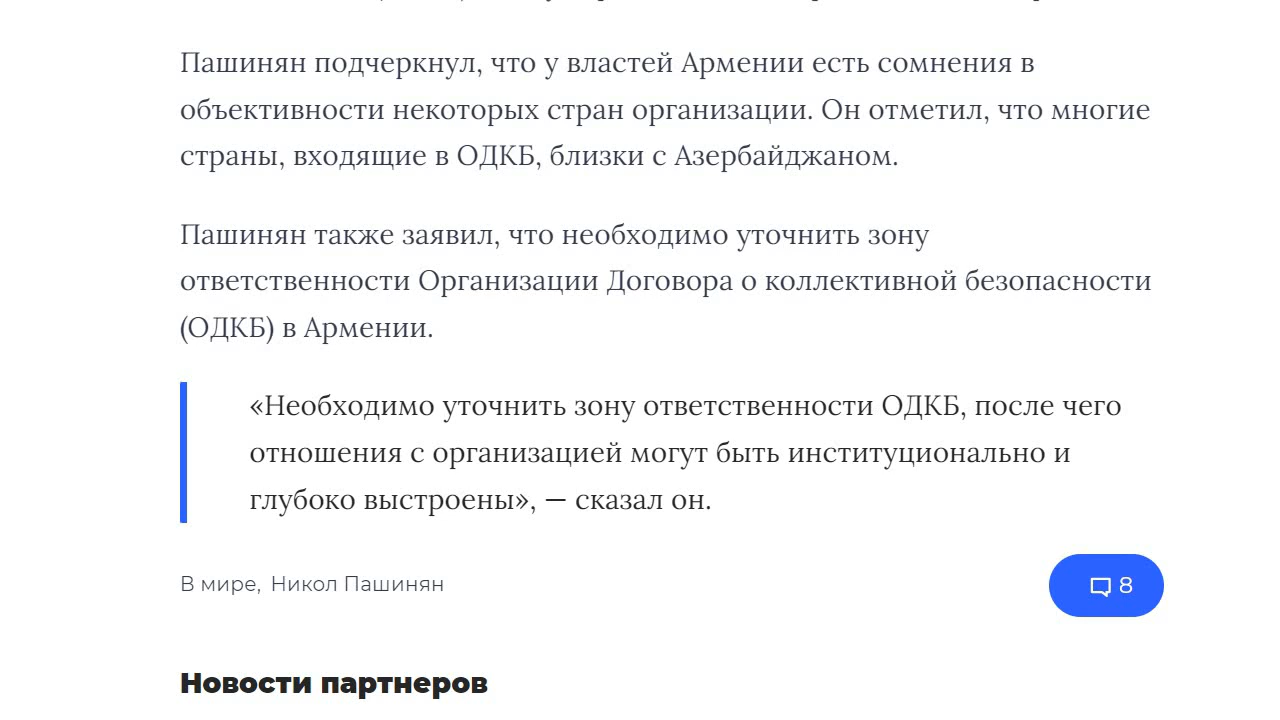 Пашинян подчеркнул, что у властей Армении есть сомнения в
объективности некоторых стран организации. Он отметил, что многие
страны, входящие в ОДКБ, близки с Азербайджаном.
Пашинян также заявил, что необходимо уточнить зону
ответственности Организации Договора о коллективной безопасности
(ОДКБ) в Армении.
«Необходимо уточнить зону ответственности ОДКБ, после чего
отношения с организацией могут быть институционально и
глубоко выстроены», — сказал он.
В мире, Никол Пашинян
8
Новости партнеров